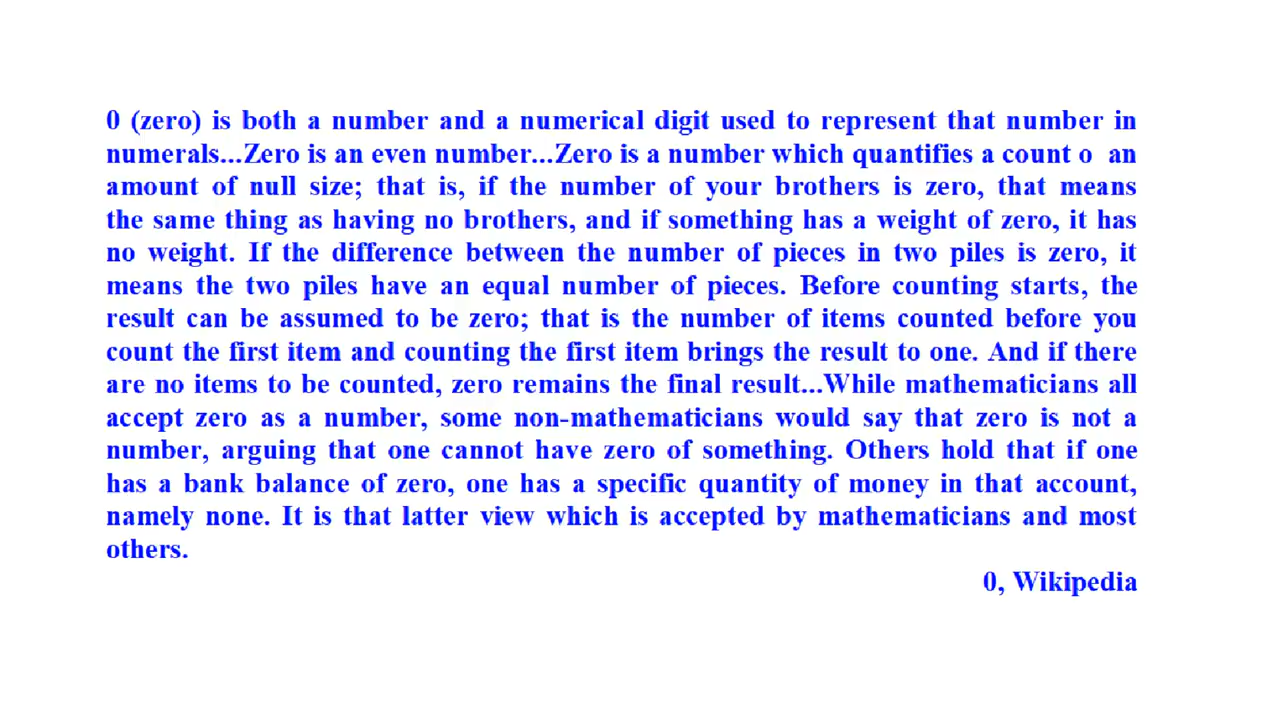 0 (zero) is both a number and a numerical digit used to represent that number in
numerals...Zero is an even number...Zero is a number which quantifies a count o an
amount of null size; that is, if the number of your brothers is zero, that means
the same thing as having no brothers, and if something has a weight of zero, it has
no weight. If the difference between the number of pieces in two piles is zero, it
means the two piles have an equal number of pieces. Before counting starts, the
result can be assumed to be zero; that is the number of items counted before you
count the first item and counting the first item brings the result to one. And if there
are no items to be counted, zero remains the final result...While mathematicians all
accept zero as a number, some non-mathematicians would say that zero is not a
number, arguing that one cannot have zero of something. Others hold that if one
has a bank balance of zero, one has a specific quantity of money in that account,
namely none. It is that latter view which is accepted by mathematicians and most
others.
0, Wikipedia